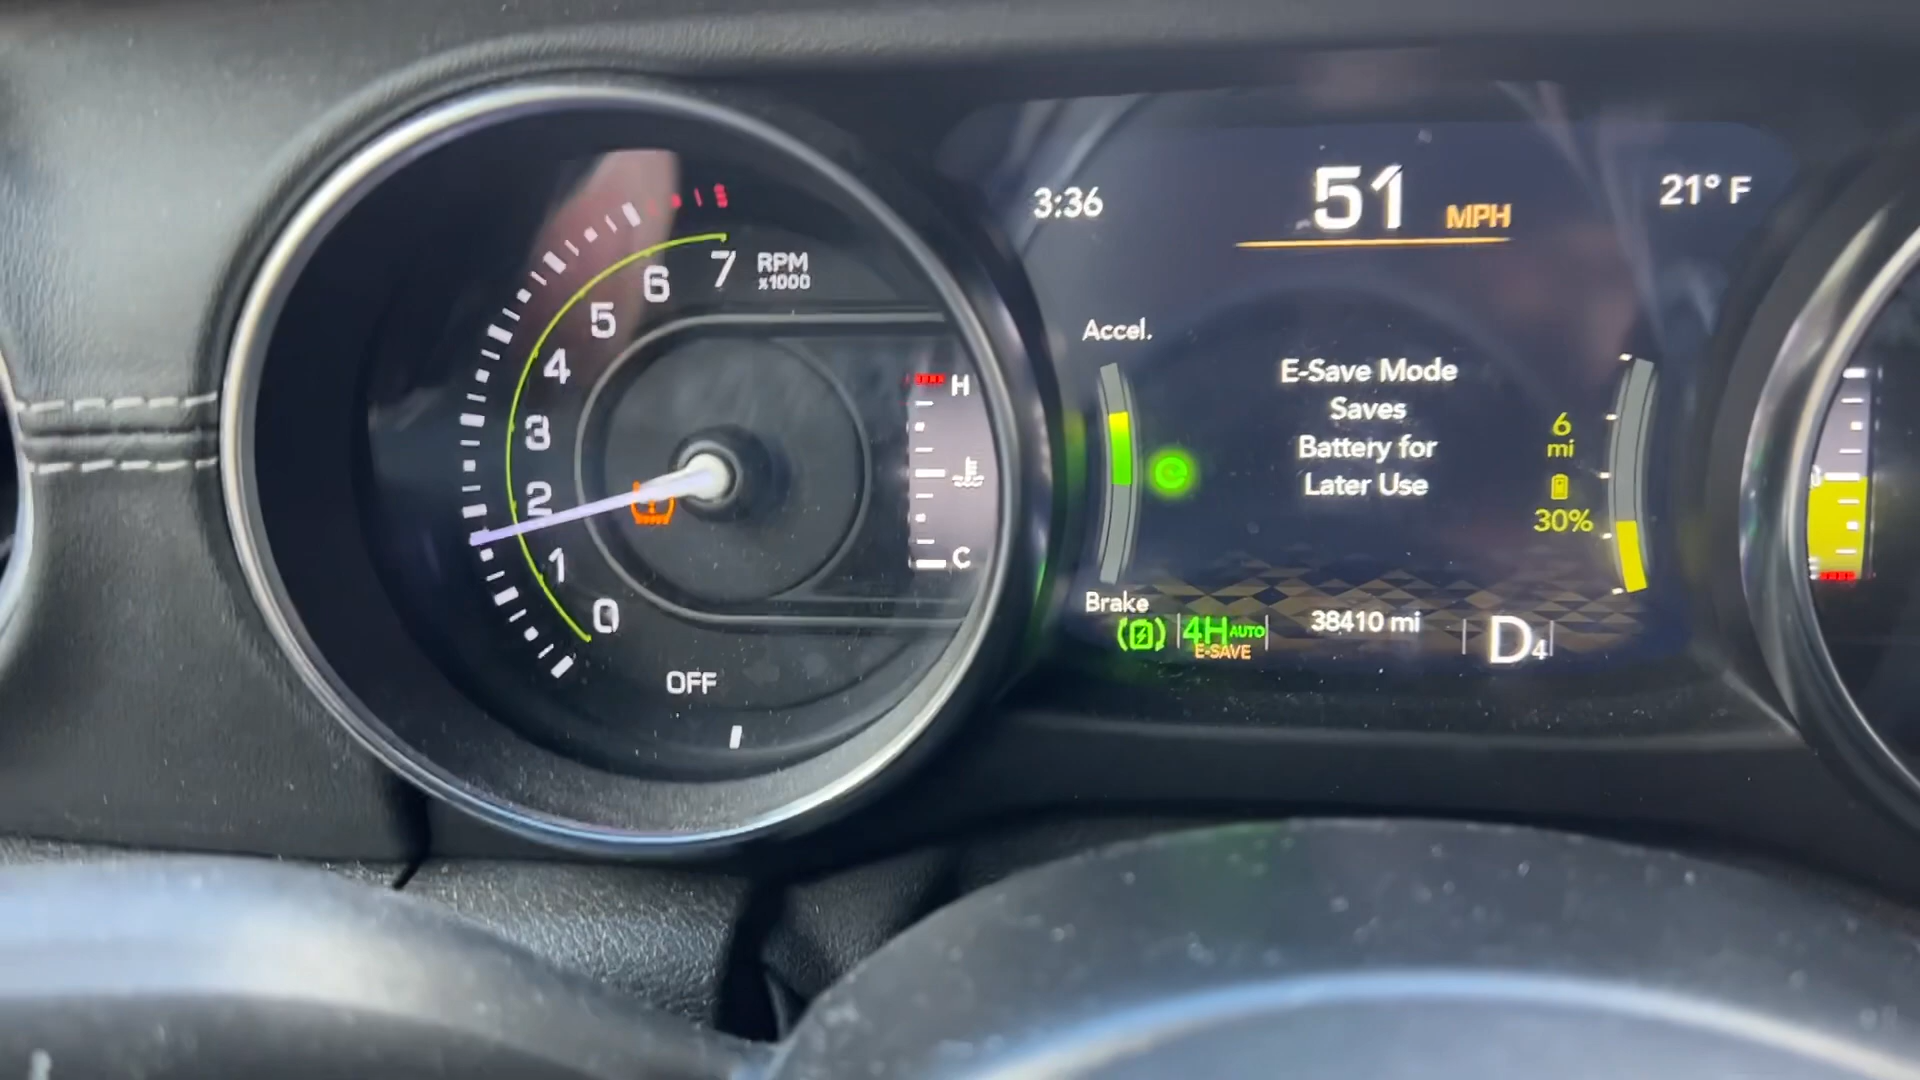 7
6
5
4
3
2
1
0
RPM
x1000
OFF
H
C
3:36
51 MPH
21° F
Accel.
E-Save Mode
Saves
Battery for
Later Use
6
mi
30%
Brake
4H AUTO
E-SAVE
38410 mi
D4